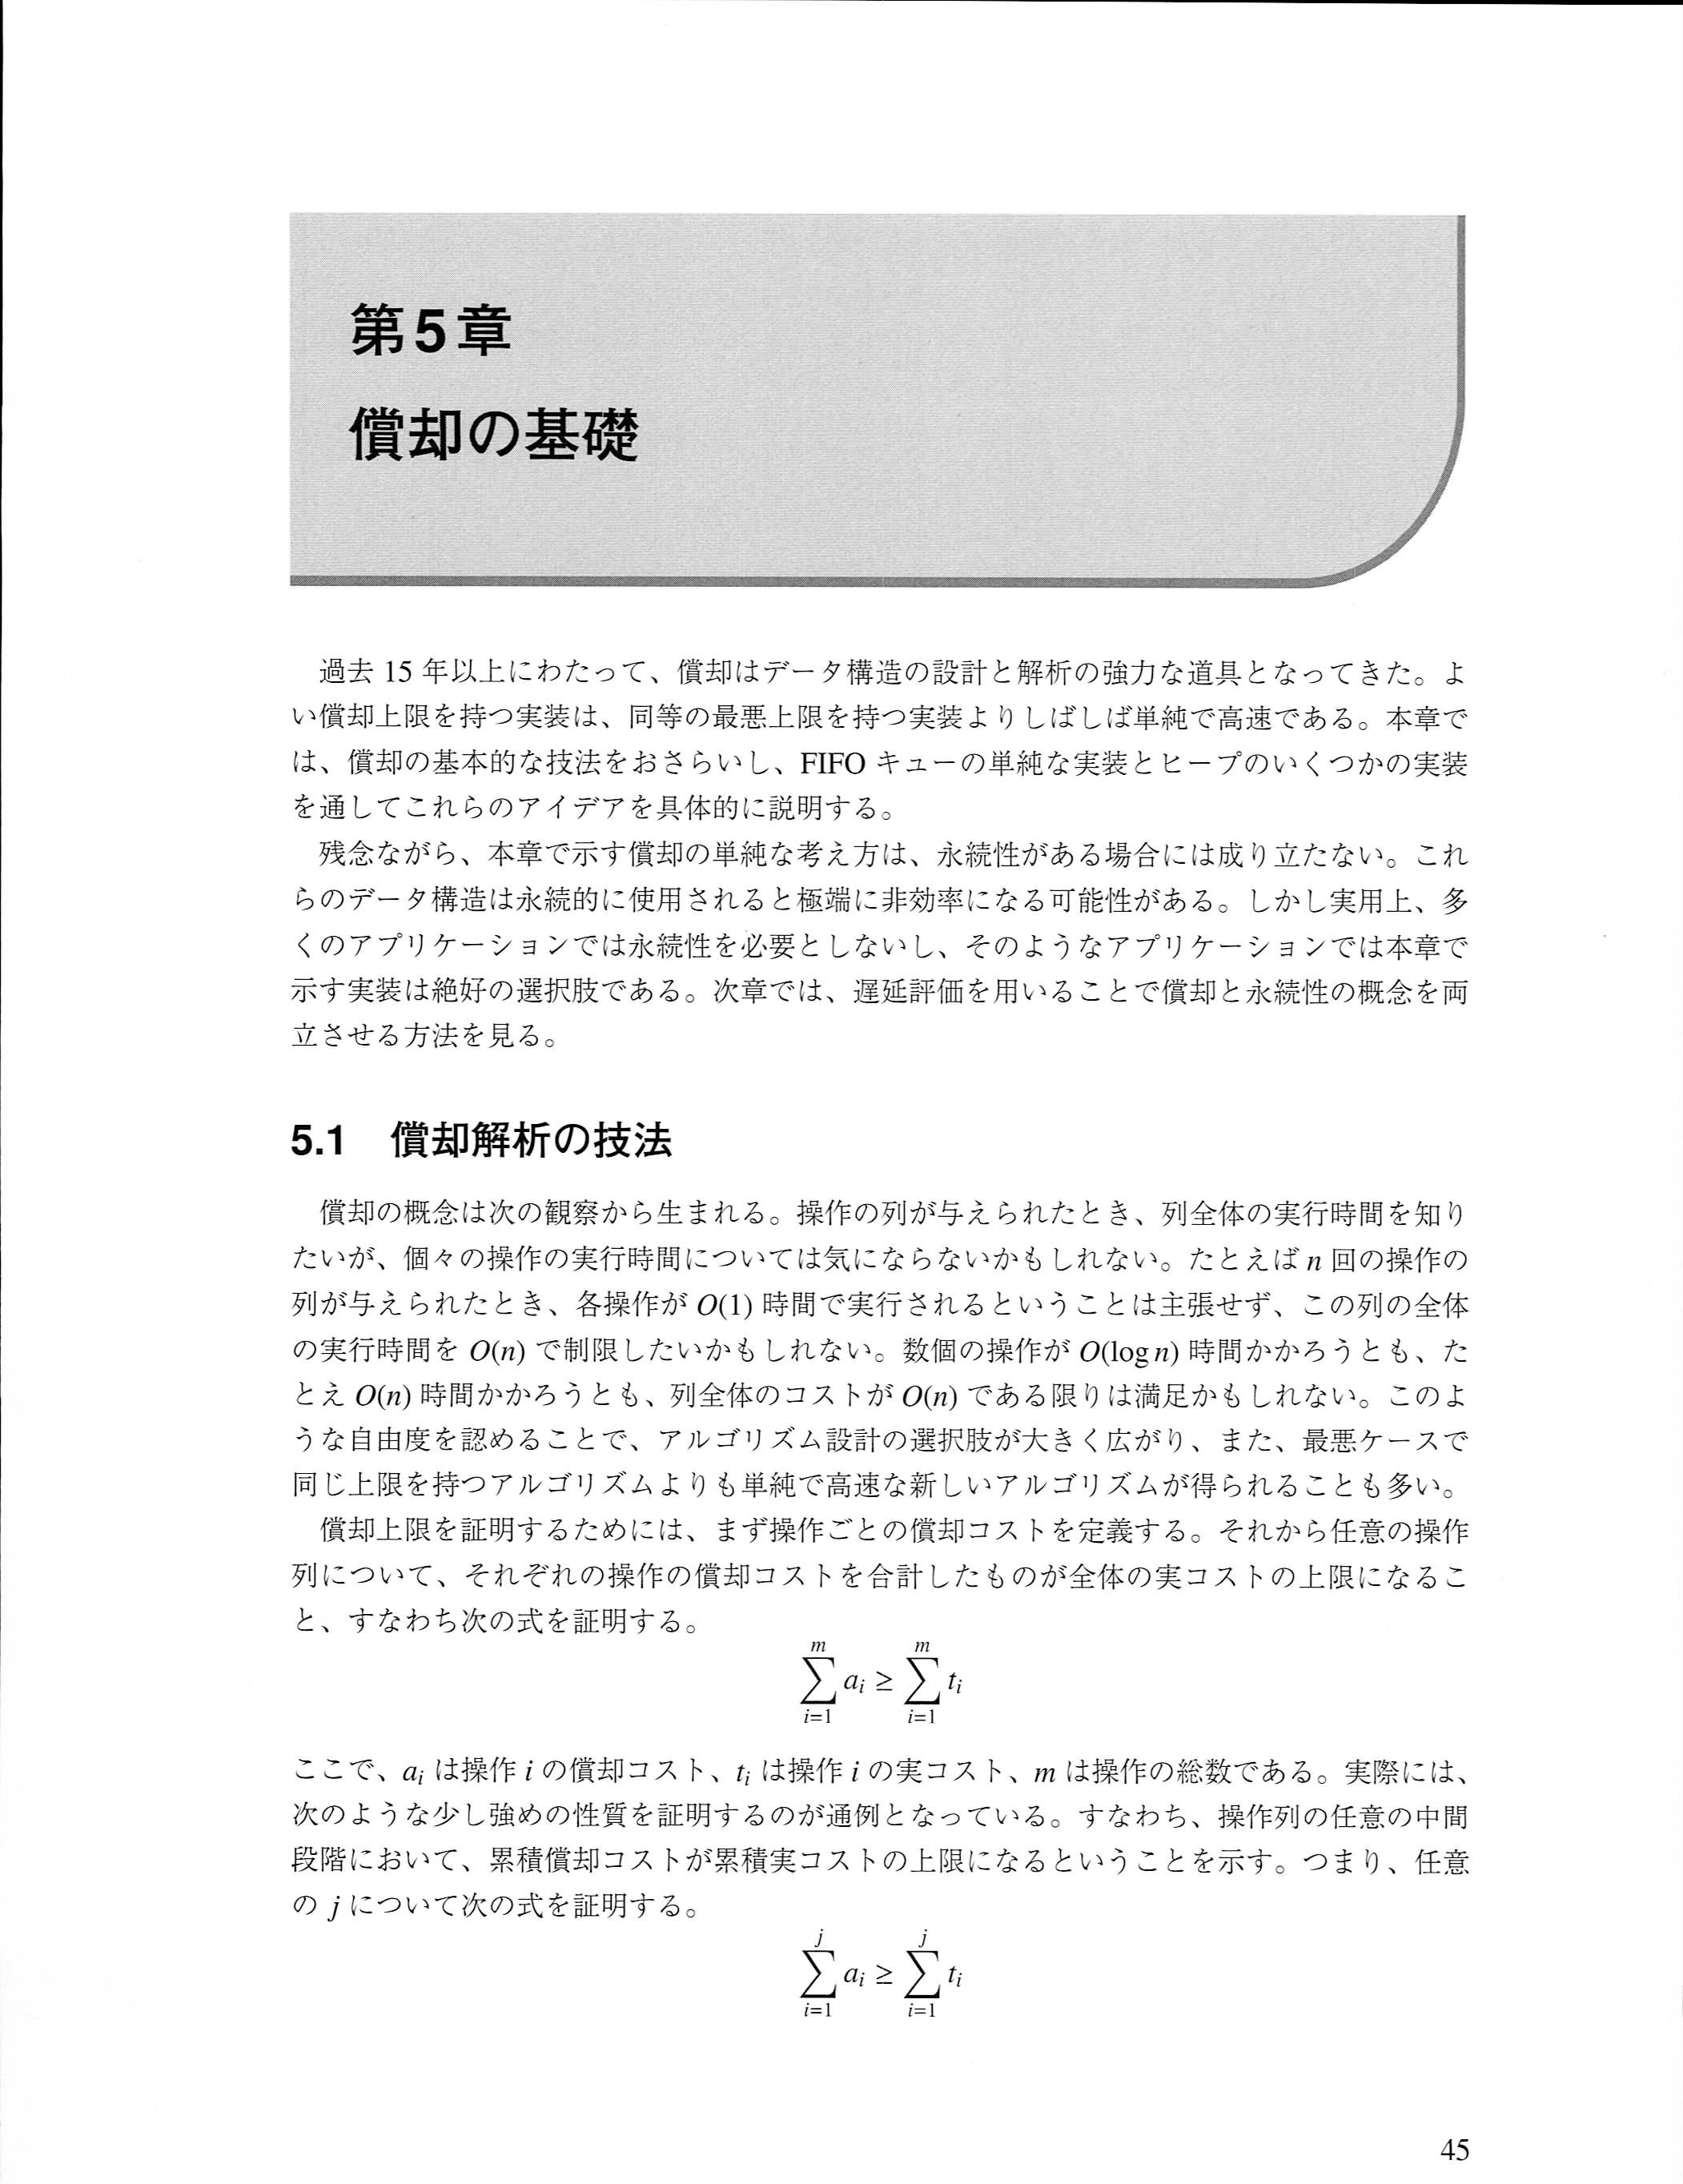 第5章
償却の基礎
過去 15 年以上にわたって、償却はデータ構造の設計と解析の強力な道具となってきた。よ
い償却上限を持つ実装は、同等の最悪上限を持つ実装よりしばしば単純で高速である。本章で
は、償却の基本的な技法をおさらいし、FIFO キューの単純な実装とヒープのいくつかの実装
を通してこれらのアイデアを具体的に説明する。
残念ながら、本章で示す償却の単純な考え方は、永続性がある場合には成り立たない。これ
らのデータ構造は永続的に使用されると極端に非効率になる可能性がある。しかし実用上、多
くのアプリケーションでは永続性を必要としないし、そのようなアプリケーションでは本章で
示す実装は絶好の選択肢である。次章では、遅延評価を用いることで償却と永続性の概念を両
立させる方法を見る。
5.1 償却解析の技法
償却の概念は次の観察から生まれる。操作の列が与えられたとき、列全体の実行時間を知り
たいが、個々の操作の実行時間については気にならないかもしれない。たとえば n 回の操作の
列が与えられたとき、各操作が O(1) 時間で実行されるということは主張せず、この列の全体
の実行時間を O(n) で制限したいかもしれない。数個の操作が O(log n) 時間かかろうとも、た
とえ O(n) 時間かかろうとも、列全体のコストが O(n) である限りは満足かもしれない。このよ
うな自由度を認めることで、アルゴリズム設計の選択肢が大きく広がり、また、最悪ケースで
同じ上限を持つアルゴリズムよりも単純で高速な新しいアルゴリズムが得られることも多い。
償却上限を証明するためには、まず操作ごとの償却コストを定義する。それから任意の操作
列について、それぞれの操作の償却コストを合計したものが全体の実コストの上限になるこ
と、すなわち次の式を証明する。
\sum_{i=1}^{m} a_i ≥ \sum_{i=1}^{m} t_i
ここで、a_i は操作 i の償却コスト、t_i は操作 i の実コスト、m は操作の総数である。実際には、
次のような少し強めの性質を証明するのが通例となっている。すなわち、操作列の任意の中間
段階において、累積償却コストが累積実コストの上限になるということを示す。つまり、任意
の j について次の式を証明する。
\sum_{i=1}^{j} a_i ≥ \sum_{i=1}^{j} t_i
45